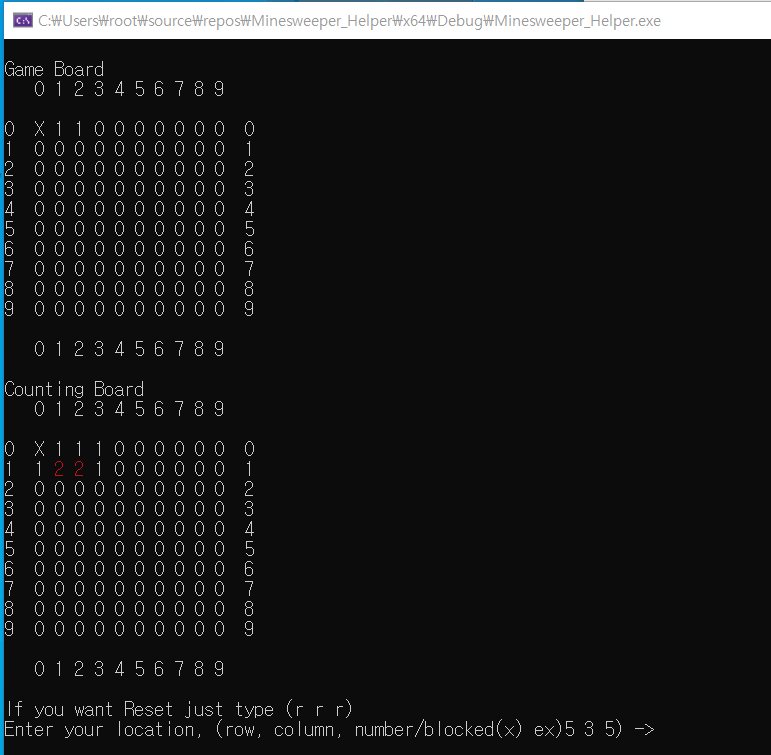 C:\Users\root\source\repos\Minesweeper_Helper\x64\Debug\Minesweeper_Helper.exe
Game Board
0 1 2 3 4 5 6 7 8 9
0 X 1 1 0 0 0 0 0 0 0 0
1 0 0 0 0 0 0 0 0 0 0 1
2 0 0 0 0 0 0 0 0 0 0 2
3 0 0 0 0 0 0 0 0 0 0 3
4 0 0 0 0 0 0 0 0 0 0 4
5 0 0 0 0 0 0 0 0 0 0 5
6 0 0 0 0 0 0 0 0 0 0 6
7 0 0 0 0 0 0 0 0 0 0 7
8 0 0 0 0 0 0 0 0 0 0 8
9 0 0 0 0 0 0 0 0 0 0 9
0 1 2 3 4 5 6 7 8 9
Counting Board
0 1 2 3 4 5 6 7 8 9
0 X 1 1 1 0 0 0 0 0 0 0
1 1 2 2 1 0 0 0 0 0 0 1
2 0 0 0 0 0 0 0 0 0 0 2
3 0 0 0 0 0 0 0 0 0 0 3
4 0 0 0 0 0 0 0 0 0 0 4
5 0 0 0 0 0 0 0 0 0 0 5
6 0 0 0 0 0 0 0 0 0 0 6
7 0 0 0 0 0 0 0 0 0 0 7
8 0 0 0 0 0 0 0 0 0 0 8
9 0 0 0 0 0 0 0 0 0 0 9
0 1 2 3 4 5 6 7 8 9
If you want Reset just type (r r r)
Enter your location, (row, column, number/blocked(x) ex)5 3 5) ->